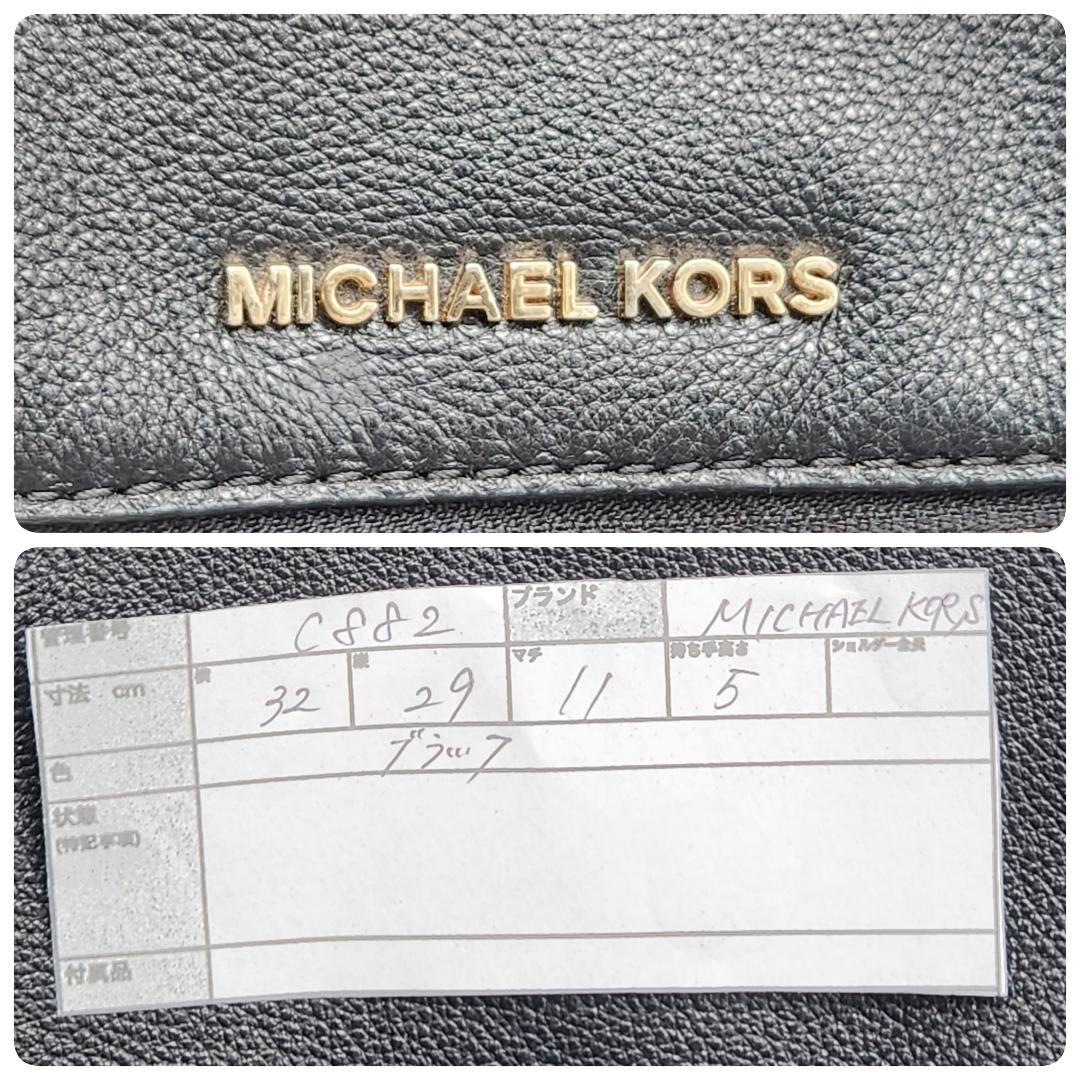 MICHAEL KORS
管理番号 C882 ブランド MICHAEL KORS
寸法 cm 横 32 縦 29 マチ 11 持ち手高さ 5 ショルダー全長
色 ブラック
状態
(特記事項)
付属品